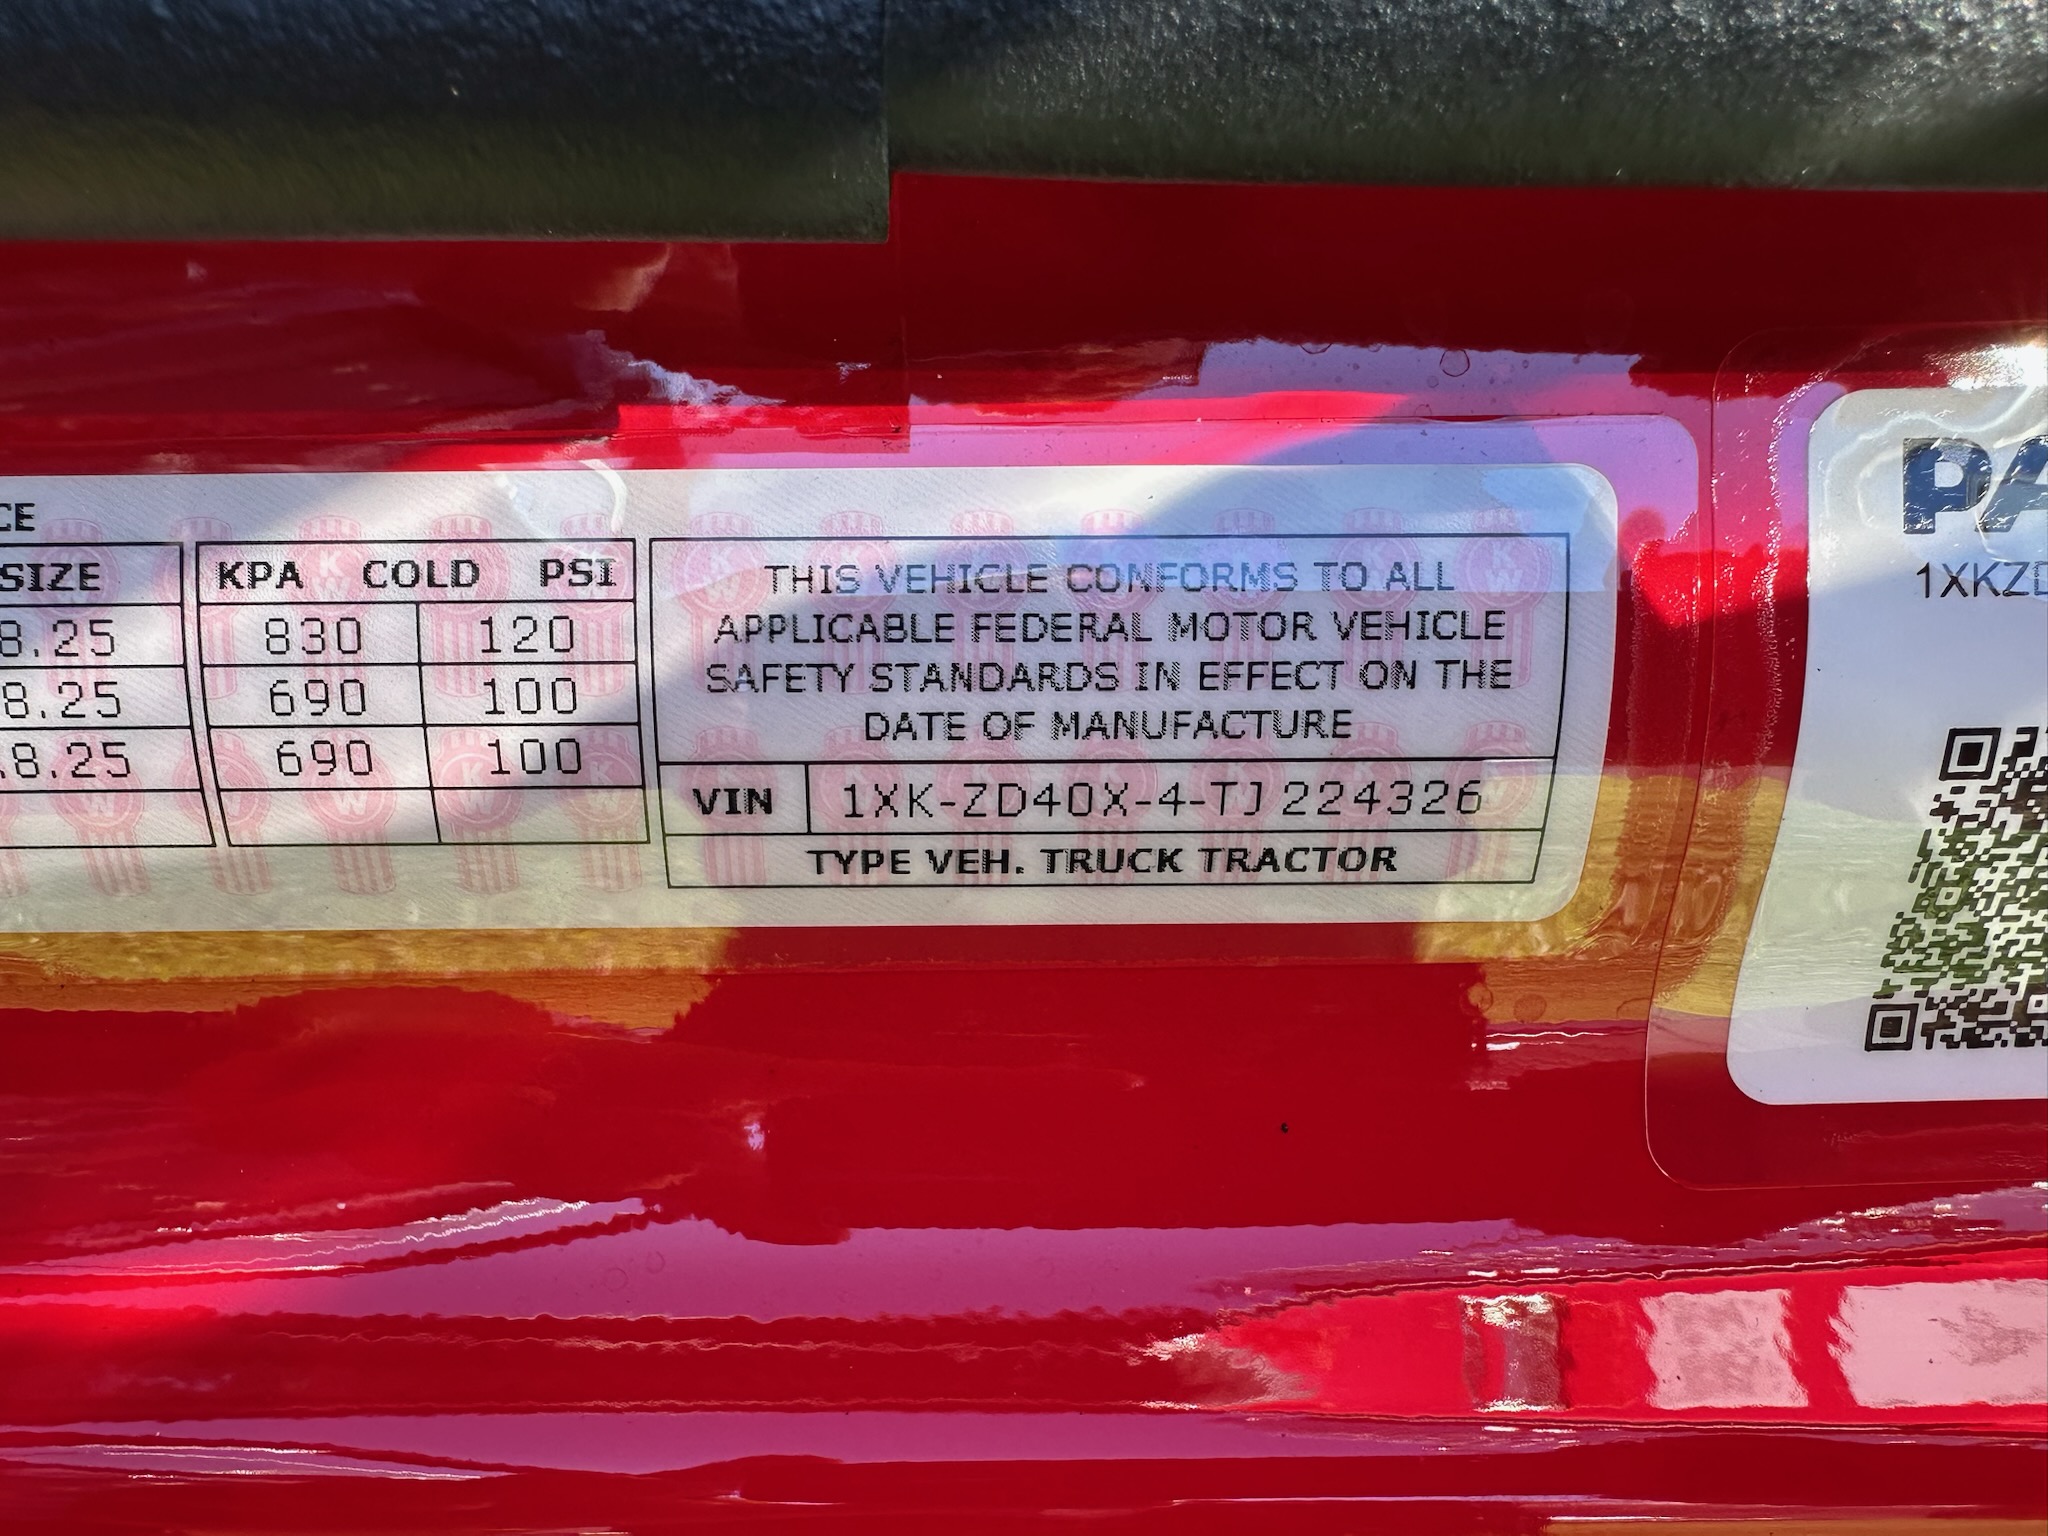 CE
SIZE
8.25
8.25
.8.25
KPA COLD PSI
830 120
690 100
690 100
THIS VEHICLE CONFORMS TO ALL
APPLICABLE FEDERAL MOTOR VEHICLE
SAFETY STANDARDS IN EFFECT ON THE
DATE OF MANUFACTURE
VIN 1XK-ZD40X-4-TJ224326
TYPE VEH. TRUCK TRACTOR
PA
1XKZD